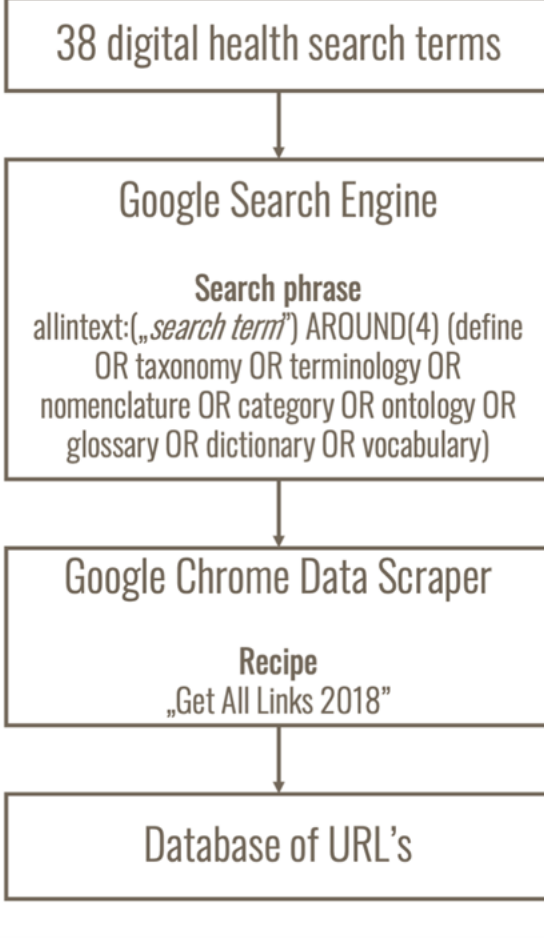 38 digital health search terms
Google Search Engine
Search phrase
allintext:(„search term”) AROUND(4) (define
OR taxonomy OR terminology OR
nomenclature OR category OR ontology OR
glossary OR dictionary OR vocabulary)
Google Chrome Data Scraper
Recipe
„Get All Links 2018”
Database of URL's